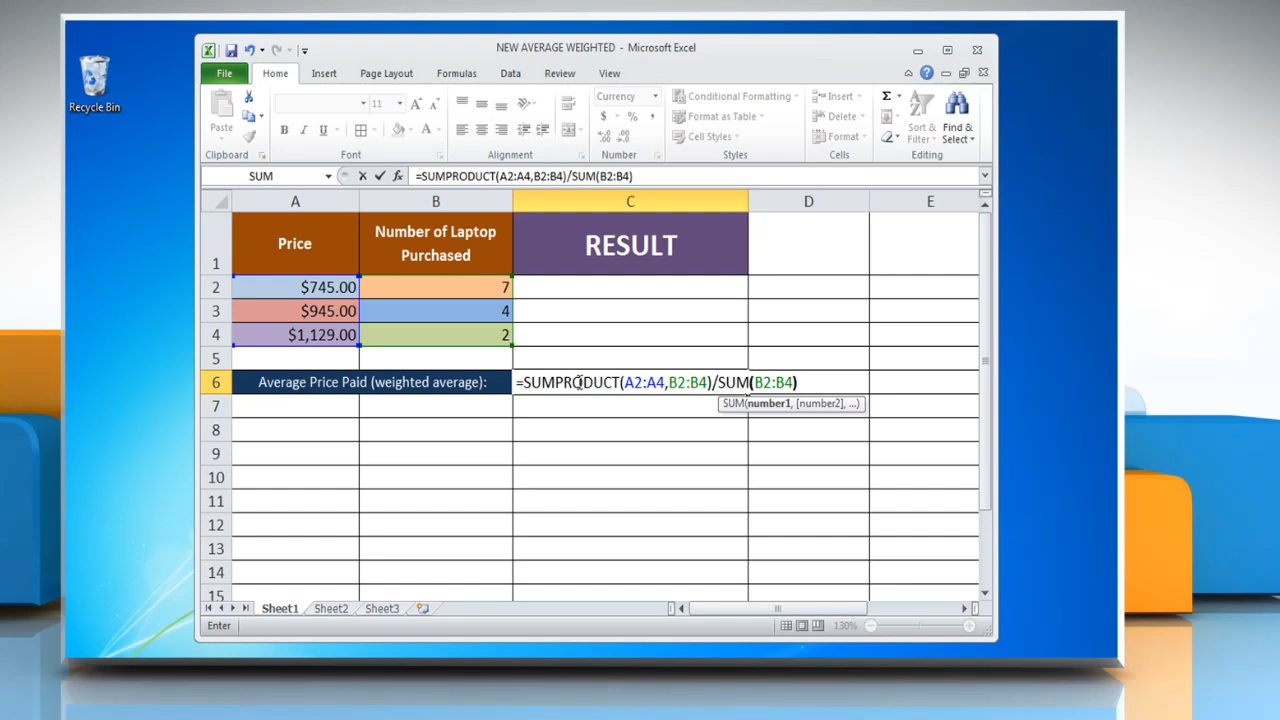 NEW AVERAGE WEIGHTED - Microsoft Excel
Recycle Bin
File Home Insert Page Layout Formulas Data Review View
Paste
11
B I U
A A
Currency
$ % ,
Conditional Formatting
Format as Table
Cell Styles
Insert
Delete
Format
Σ
Sort & Filter
Find & Select
Clipboard Font Alignment Number Styles Cells Editing
SUM fx =SUMPRODUCT(A2:A4,B2:B4)/SUM(B2:B4)
A B C D E
1 Price Number of Laptop Purchased RESULT
2 $745.00 7
3 $945.00 4
4 $1,129.00 2
5
6 Average Price Paid (weighted average): =SUMPRODUCT(A2:A4,B2:B4)/SUM(B2:B4)
SUM(number1, [number2], ...)
7
8
9
10
11
12
13
14
15
Sheet1 Sheet2 Sheet3
Enter 130%